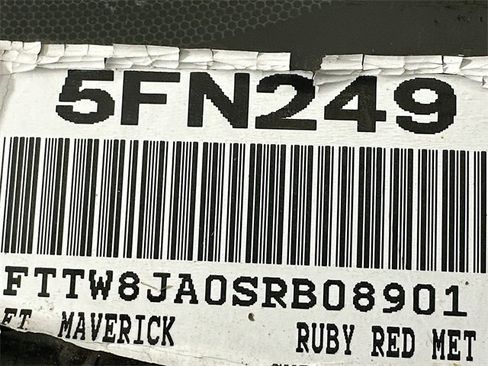 5FN249
FTTW8JA0SRB08901
FT MAVERICK RUBY RED MET